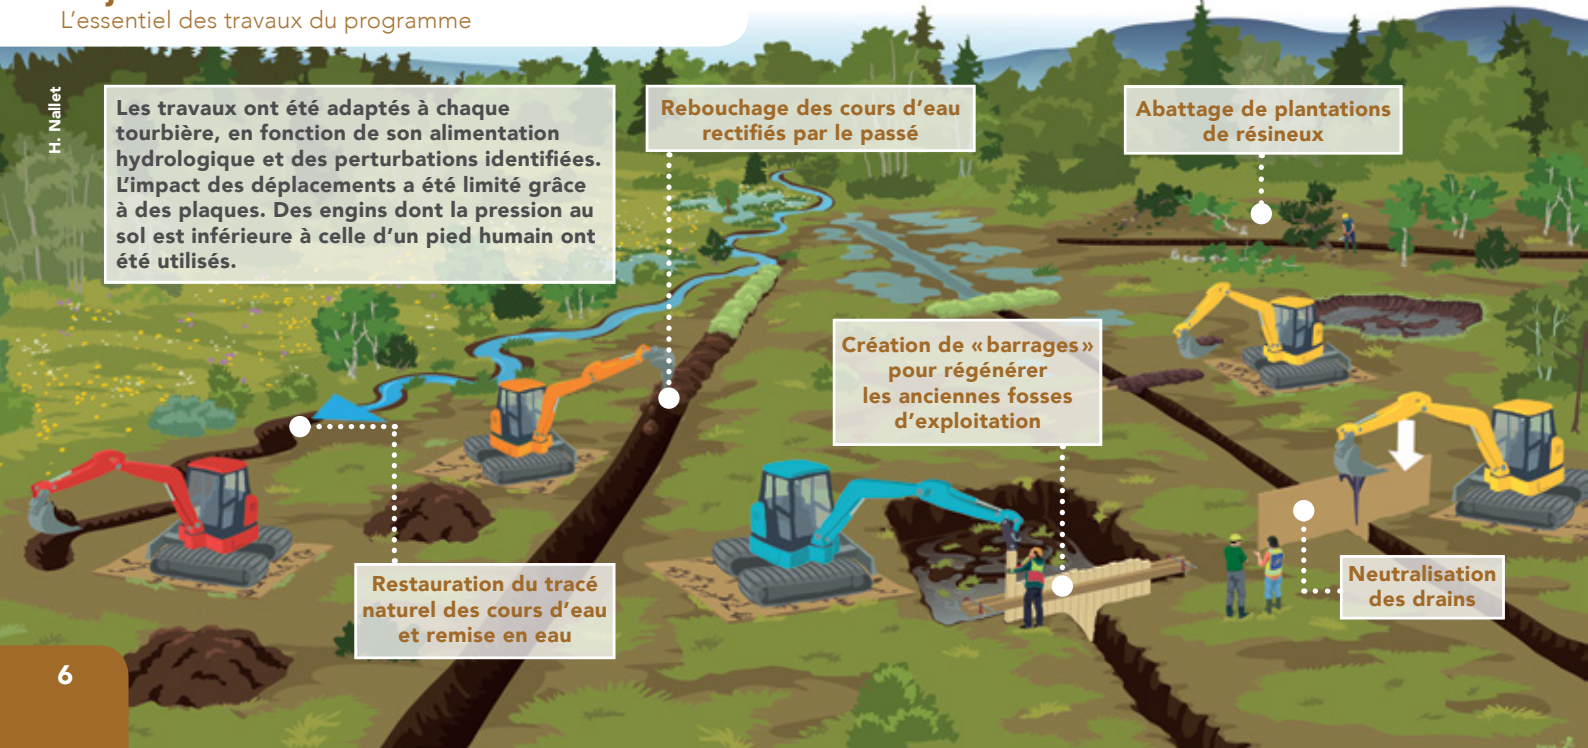 L'essentiel des travaux du programme
H. Nallet
Les travaux ont été adaptés à chaque
tourbière, en fonction de son alimentation
hydrologique et des perturbations identifiées.
L'impact des déplacements a été limité grâce
à des plaques. Des engins dont la pression au
sol est inférieure à celle d'un pied humain ont
été utilisés.
Rebouchage des cours d'eau
rectifiés par le passé
Abattage de plantations
de résineux
Création de «barrages»
pour régénérer
les anciennes fosses
d'exploitation
Restauration du tracé
naturel des cours d'eau
et remise en eau
Neutralisation
des drains
6